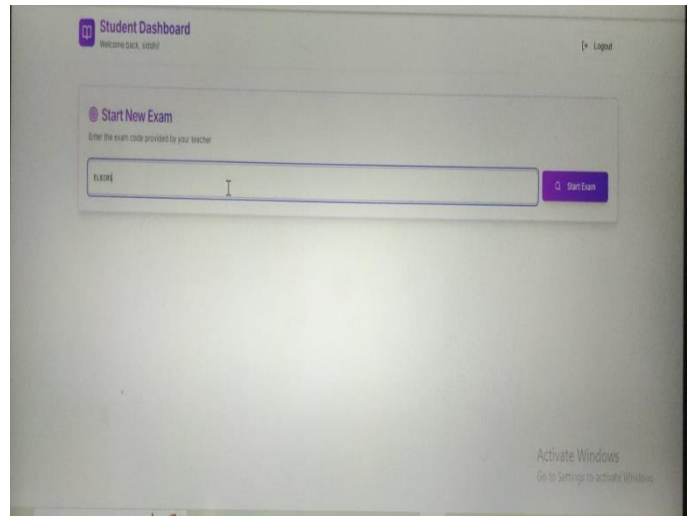 Student Dashboard
Welcome back, siddhi!
Logout
Start New Exam
Enter the exam code provided by your teacher
Start Exam
Activate Windows
Go to Settings to activate Windows.